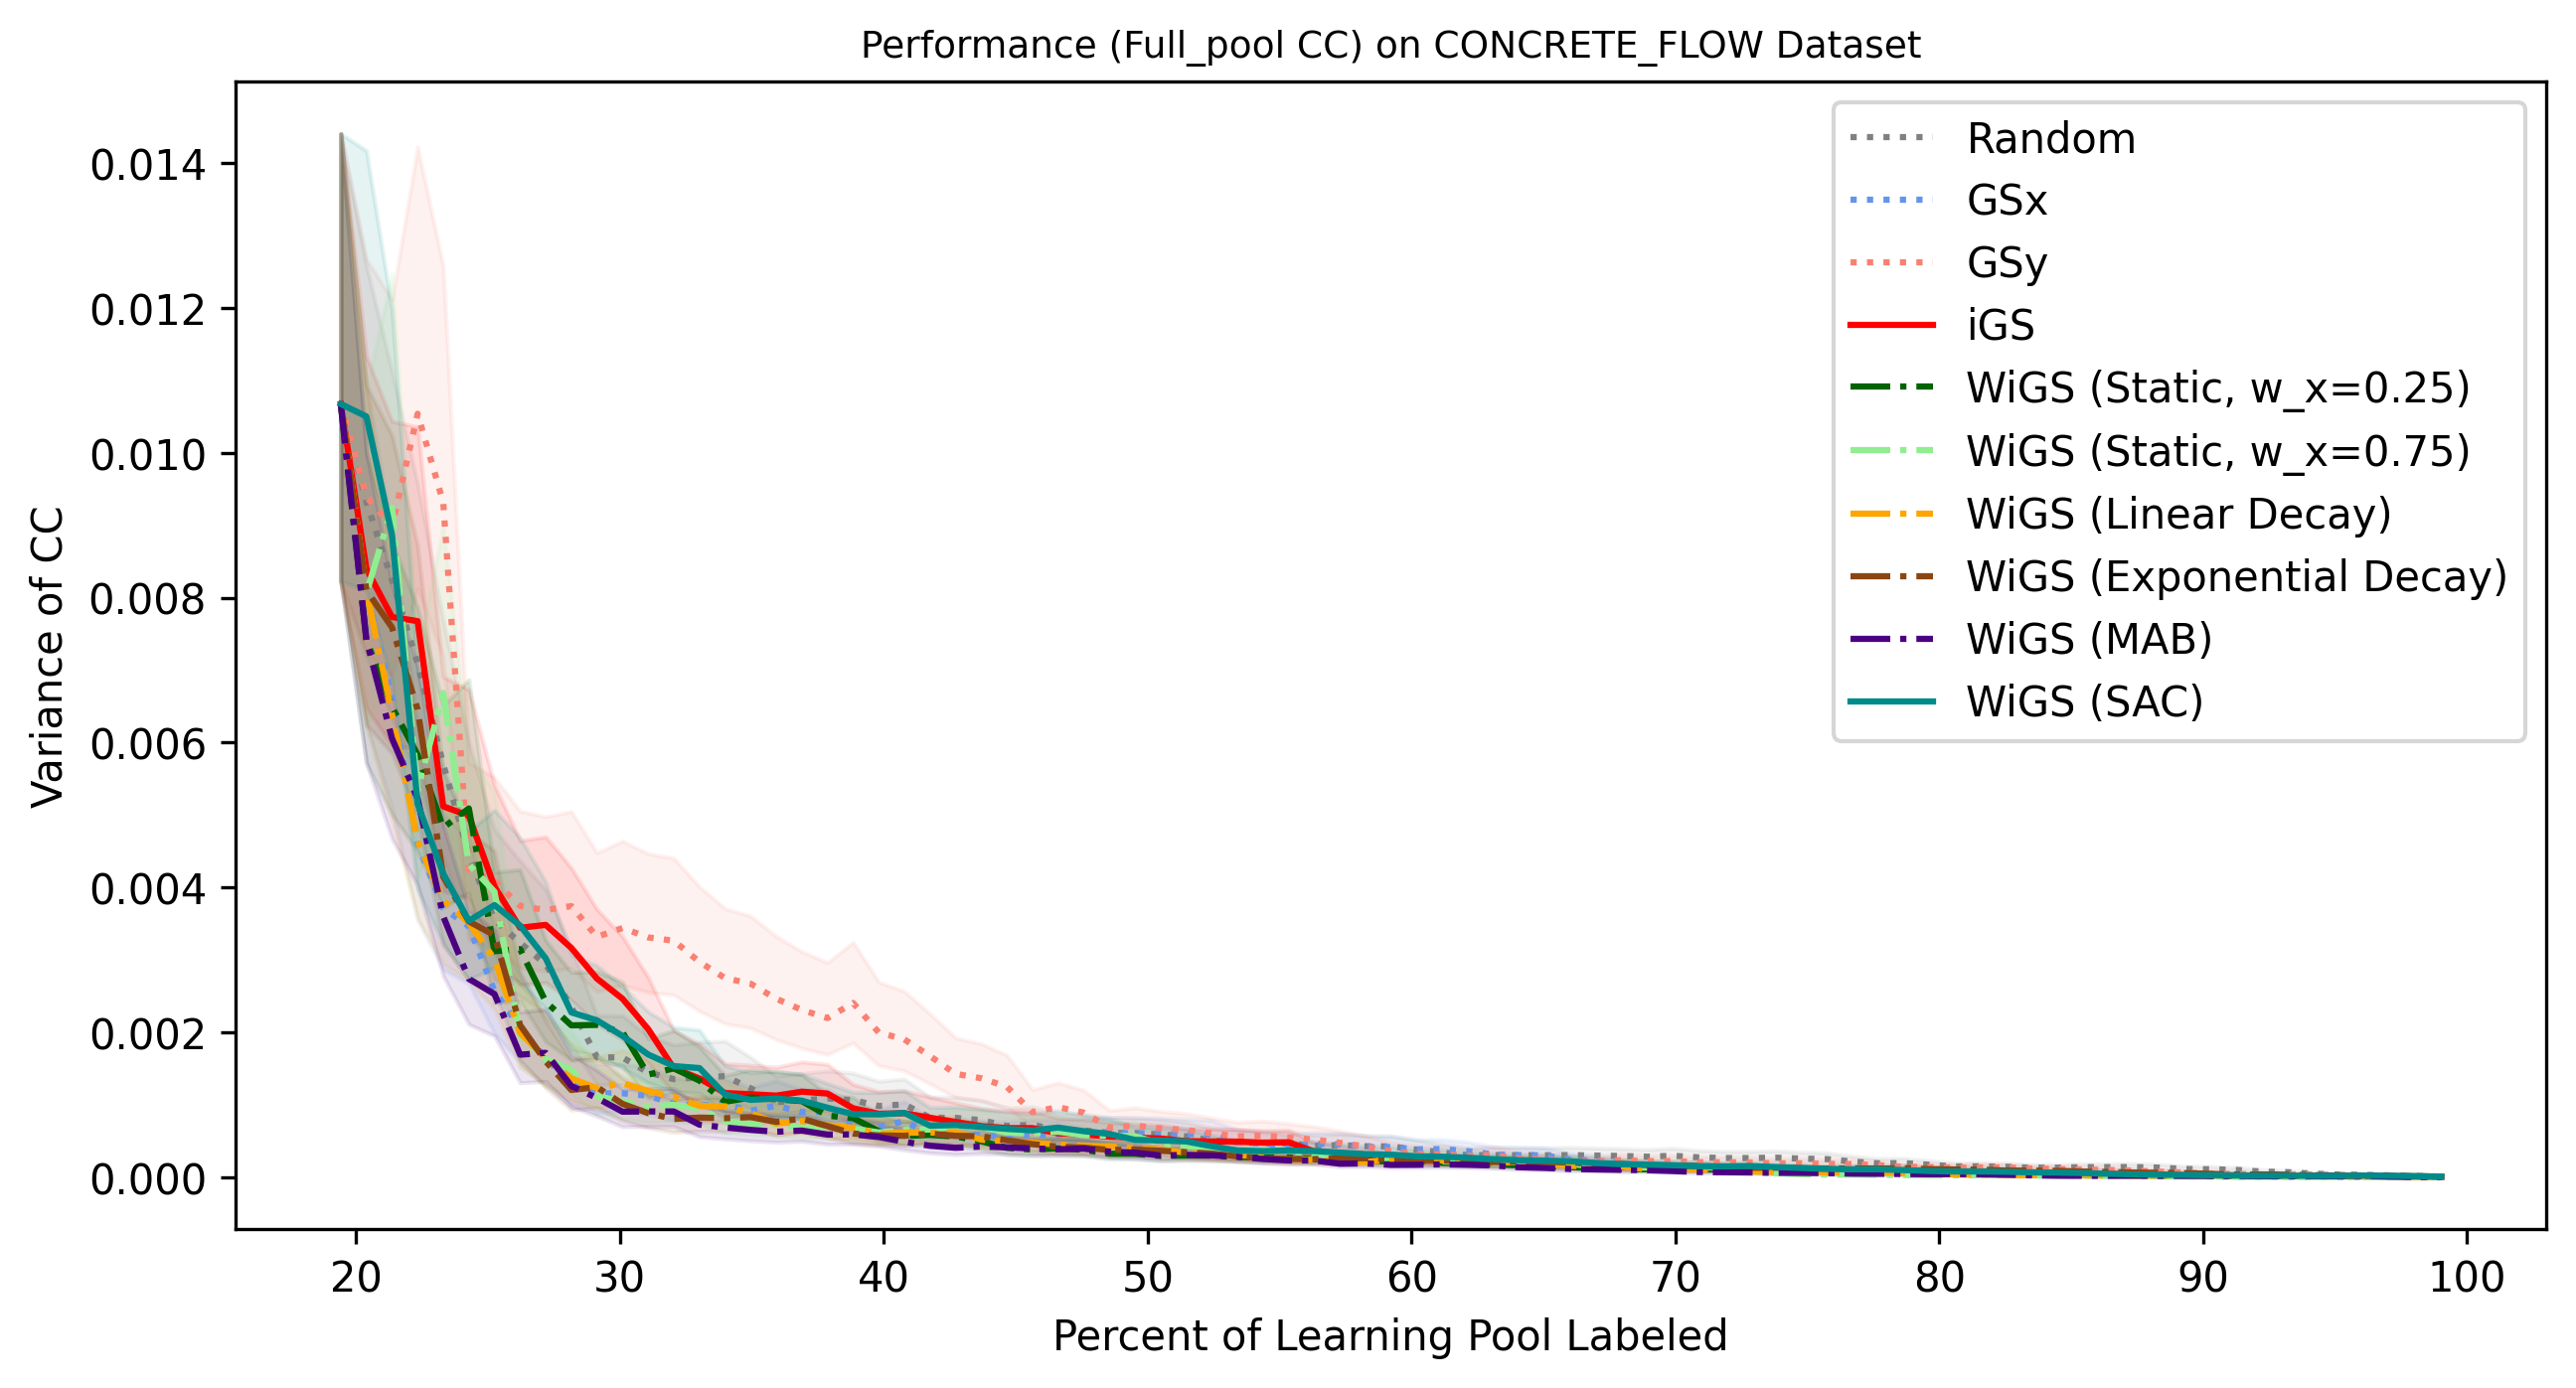 Performance (Full_pool CC) on CONCRETE_FLOW Dataset
Variance of CC
0.014
0.012
0.010
0.008
0.006
0.004
0.002
0.000
Random
GSx
GSy
iGS
WiGS (Static, w_x=0.25)
WiGS (Static, w_x=0.75)
WiGS (Linear Decay)
WiGS (Exponential Decay)
WiGS (MAB)
WiGS (SAC)
20 30 40 50 60 70 80 90 100
Percent of Learning Pool Labeled